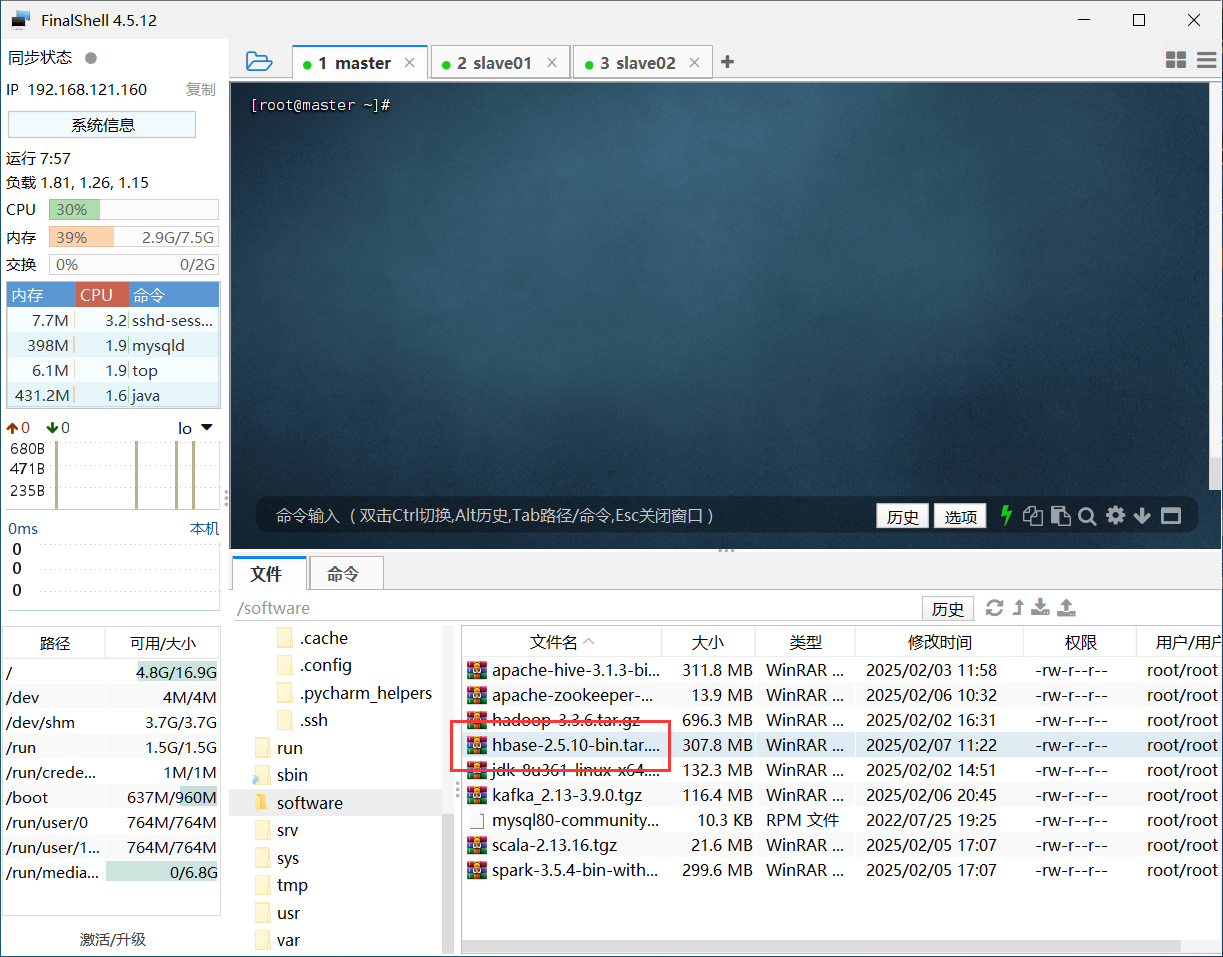 FinalShell 4.5.12
同步状态
IP 192.168.121.160 复制
系统信息
运行 7:57
负载 1.81, 1.26, 1.15
CPU 30%
内存 39% 2.9G/7.5G
交换 0% 0/2G
内存 CPU 命令
7.7M 3.2 sshd-sess...
398M 1.9 mysqld
6.1M 1.9 top
431.2M 1.6 java
0 0 lo
680B
471B
235B
0ms 本机
0
0
0
路径 可用/大小
/ 4.8G/16.9G
/dev 4M/4M
/dev/shm 3.7G/3.7G
/run 1.5G/1.5G
/run/crede... 1M/1M
/boot 637M/960M
/run/user/0 764M/764M
/run/user/1... 764M/764M
/run/media... 0/6.8G
激活/升级
1 master
2 slave01
3 slave02
[root@master ~]#
命令输入 (双击Ctrl切换,Alt历史,Tab路径/命令,Esc关闭窗口)
历史 选项
文件 命令
/software 历史
.cache
.config
.pycharm_helpers
.ssh
run
sbin
software
srv
sys
tmp
usr
var
文件名 大小 类型 修改时间 权限 用户/用户
apache-hive-3.1.3-bi... 311.8 MB WinRAR ... 2025/02/03 11:58 -rw-r--r-- root/root
apache-zookeeper-... 13.9 MB WinRAR ... 2025/02/06 10:32 -rw-r--r-- root/root
hadoop-3.3.6.tar.gz 696.3 MB WinRAR ... 2025/02/02 16:31 -rw-r--r-- root/root
hbase-2.5.10-bin.tar.... 307.8 MB WinRAR ... 2025/02/07 11:22 -rw-r--r-- root/root
jdk-8u361-linux-x64.... 132.3 MB WinRAR ... 2025/02/02 14:51 -rw-r--r-- root/root
kafka_2.13-3.9.0.tgz 116.4 MB WinRAR ... 2025/02/06 20:45 -rw-r--r-- root/root
mysql80-community... 10.3 KB RPM 文件 2022/07/25 19:25 -rw-r--r-- root/root
scala-2.13.16.tgz 21.6 MB WinRAR ... 2025/02/05 17:07 -rw-r--r-- root/root
spark-3.5.4-bin-with... 299.6 MB WinRAR ... 2025/02/05 17:07 -rw-r--r-- root/root